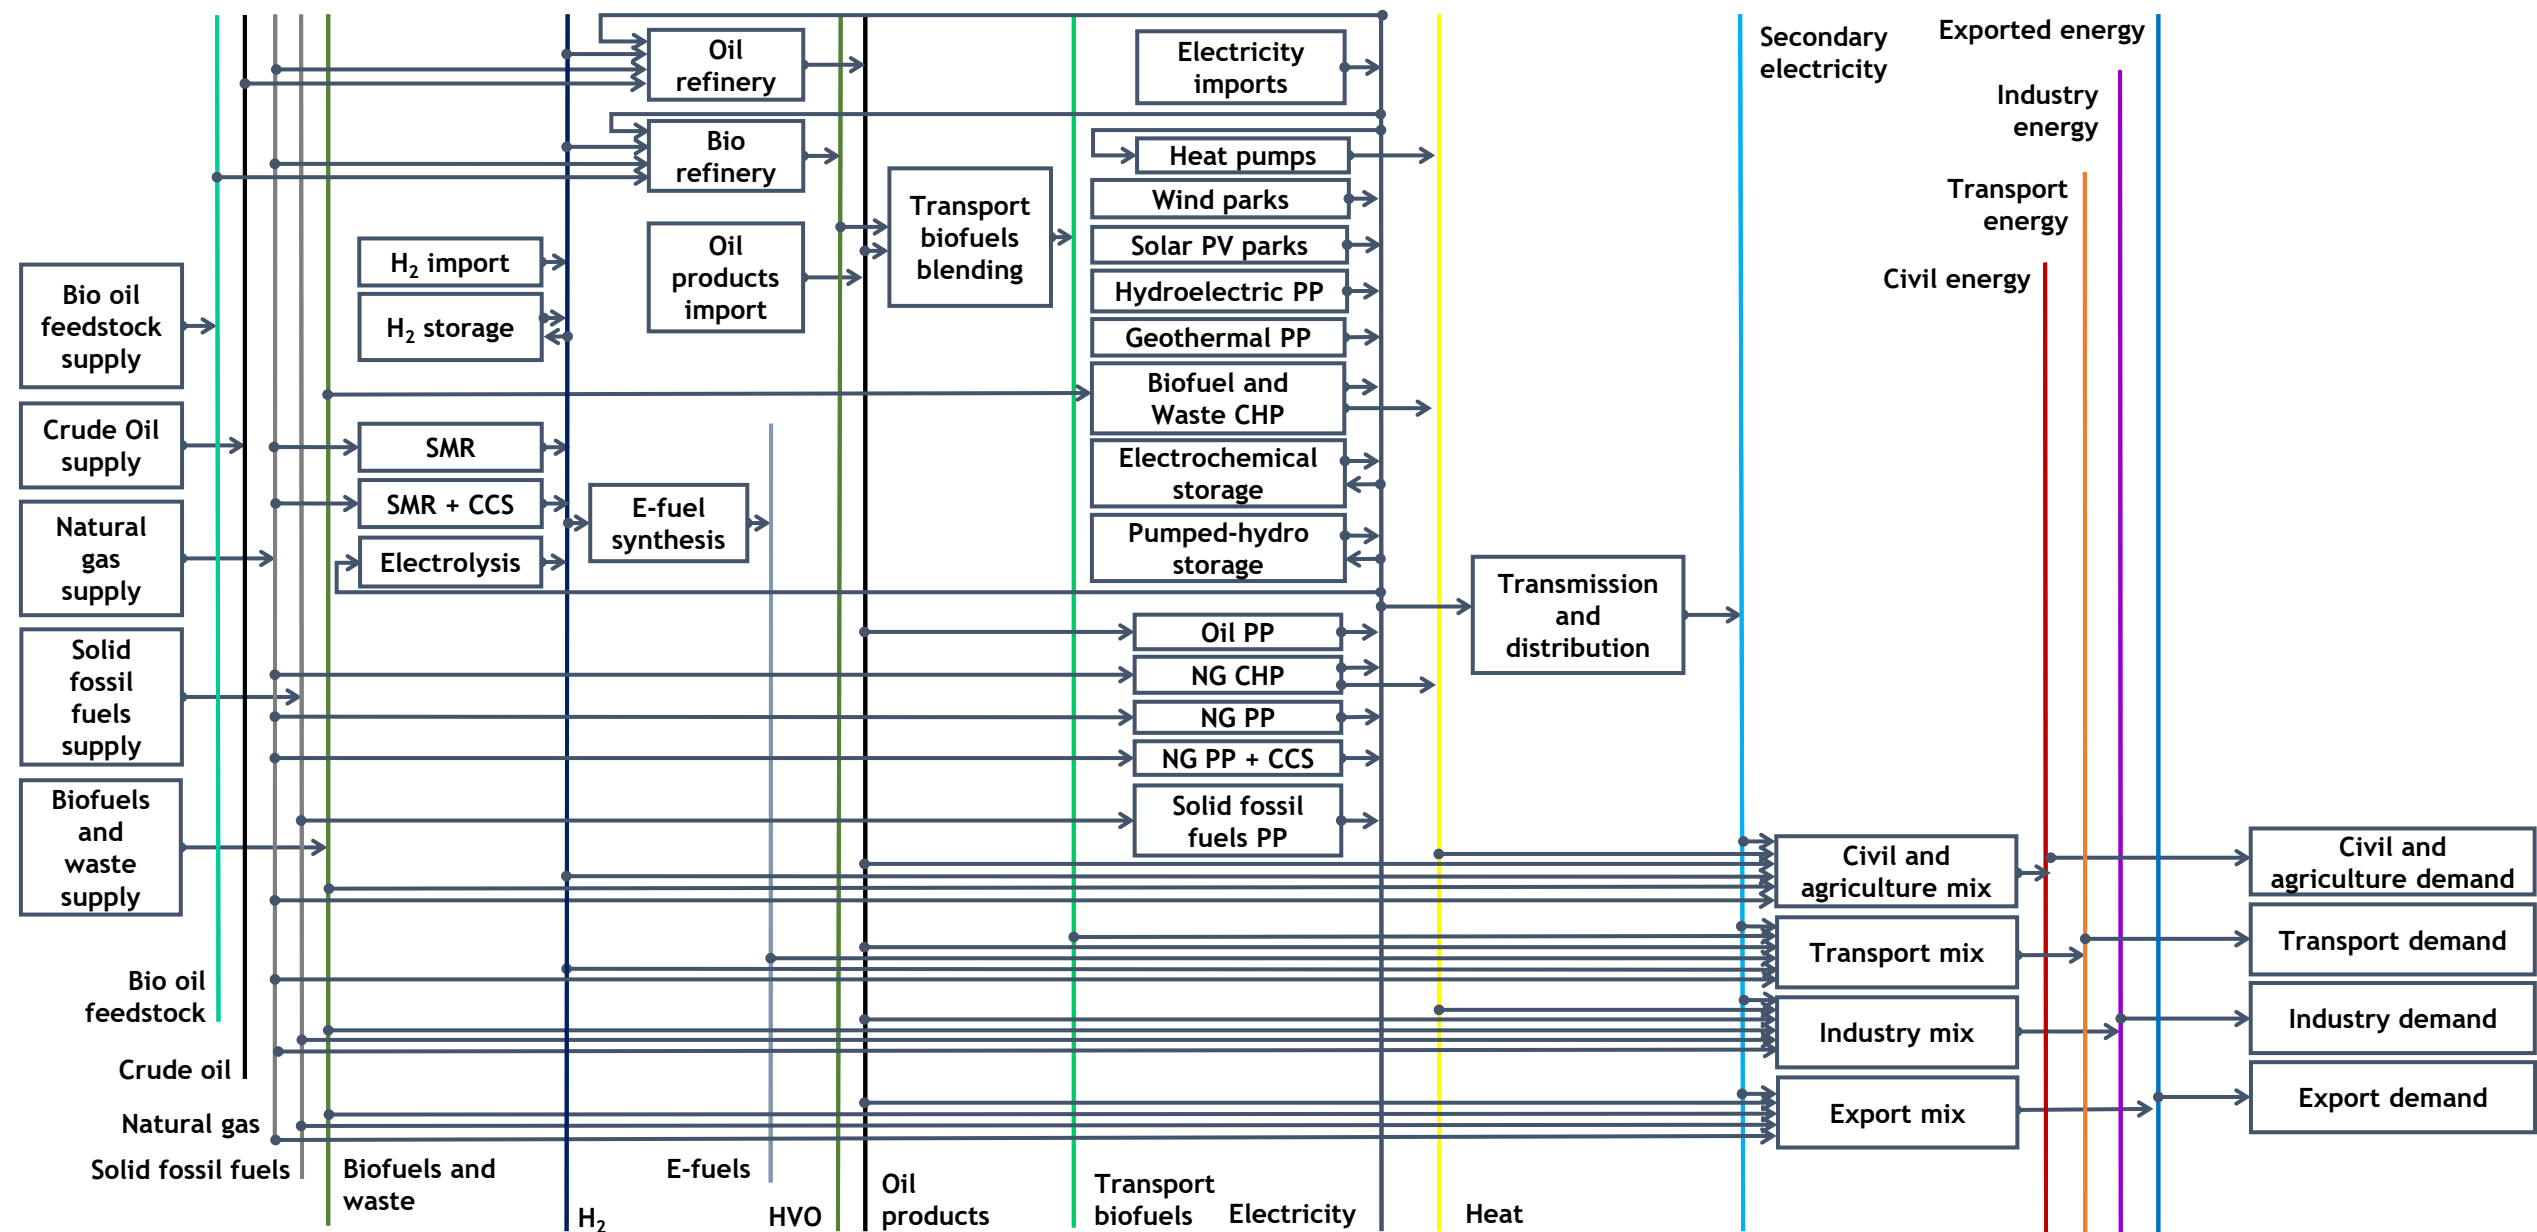 Oil
refinery
Electricity
imports
Secondary
electricity
Exported energy
Industry
energy
Bio
refinery
Heat pumps
Transport
energy
Wind parks
Transport
biofuels
blending
Solar PV parks
Oil
products
import
H2 import
Civil energy
Hydroelectric PP
Bio oil
feedstock
supply
H2 storage
Geothermal PP
Biofuel and
Waste CHP
Crude Oil
supply
SMR
Electrochemical
storage
SMR + CCS
E-fuel
synthesis
Natural
gas
supply
Pumped-hydro
storage
Electrolysis
Transmission
and
distribution
Oil PP
Solid
fossil
fuels
supply
NG CHP
NG PP
NG PP + CCS
Biofuels
and
waste
supply
Solid fossil
fuels PP
Civil and
agriculture mix
Civil and
agriculture demand
Transport mix
Transport demand
Bio oil
feedstock
Industry mix
Industry demand
Crude oil
Export mix
Export demand
Natural gas
Solid fossil fuels
Biofuels and
waste
H2
E-fuels
HVO
Oil
products
Transport
biofuels
Electricity
Heat